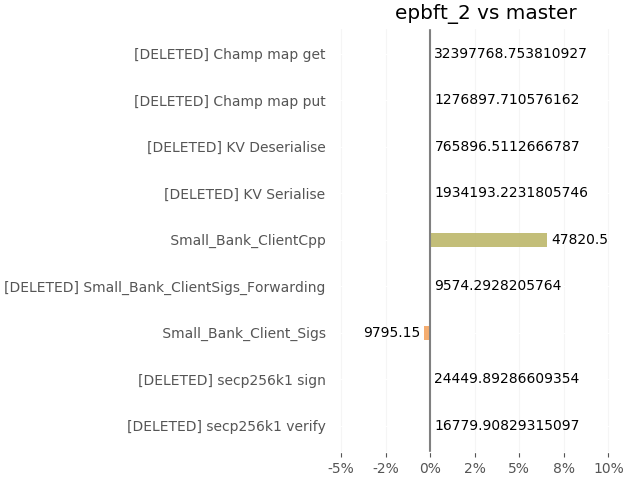 epbft_2 vs master
[DELETED] Champ map get 32397768.753810927
[DELETED] Champ map put 1276897.710576162
[DELETED] KV Deserialise 765896.5112666787
[DELETED] KV Serialise 1934193.2231805746
Small_Bank_ClientCpp 47820.5
[DELETED] Small_Bank_ClientSigs_Forwarding 9574.2928205764
Small_Bank_Client_Sigs 9795.15
[DELETED] secp256k1 sign 24449.89286609354
[DELETED] secp256k1 verify 16779.90829315097
-5% -2% 0% 2% 5% 8% 10%